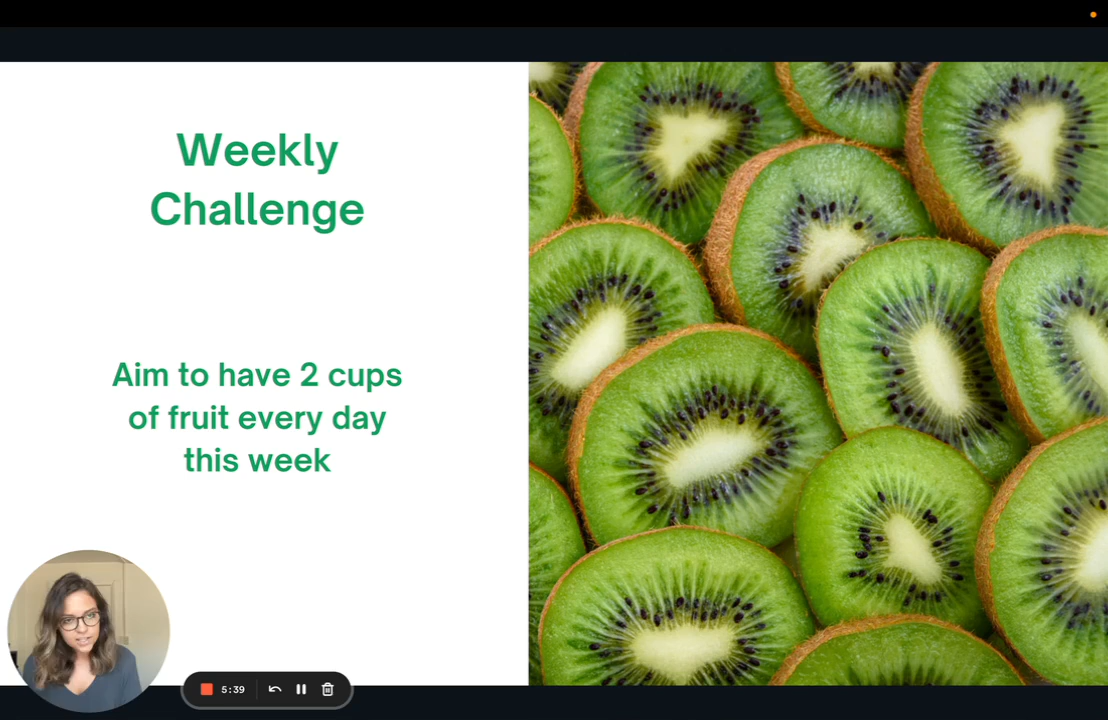 Weekly
Challenge
Aim to have 2 cups
of fruit every day
this week
5:39